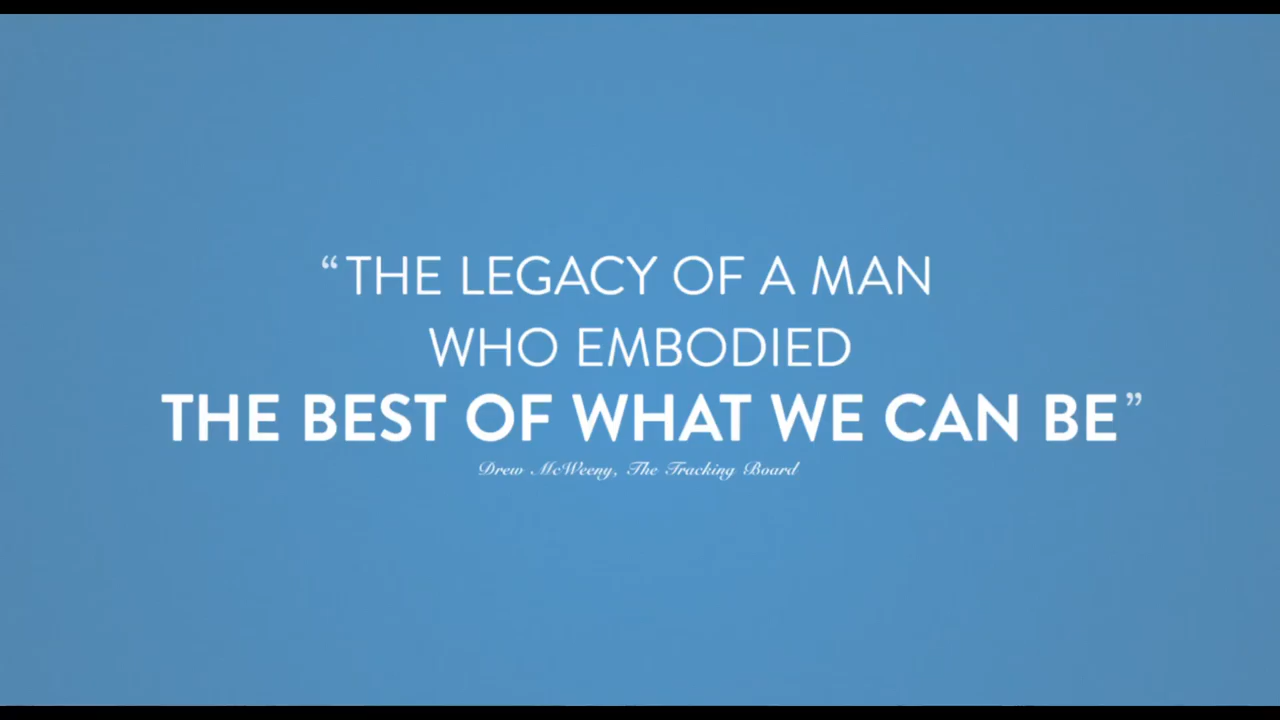 “THE LEGACY OF A MAN
WHO EMBODIED
THE BEST OF WHAT WE CAN BE”
Drew McWeeny, The Tracking Board